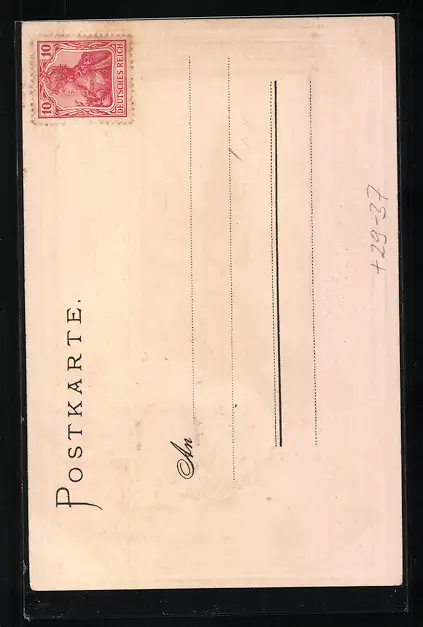 10 10
DEUTSCHES REICH
POSTKARTE.
An
+29-37